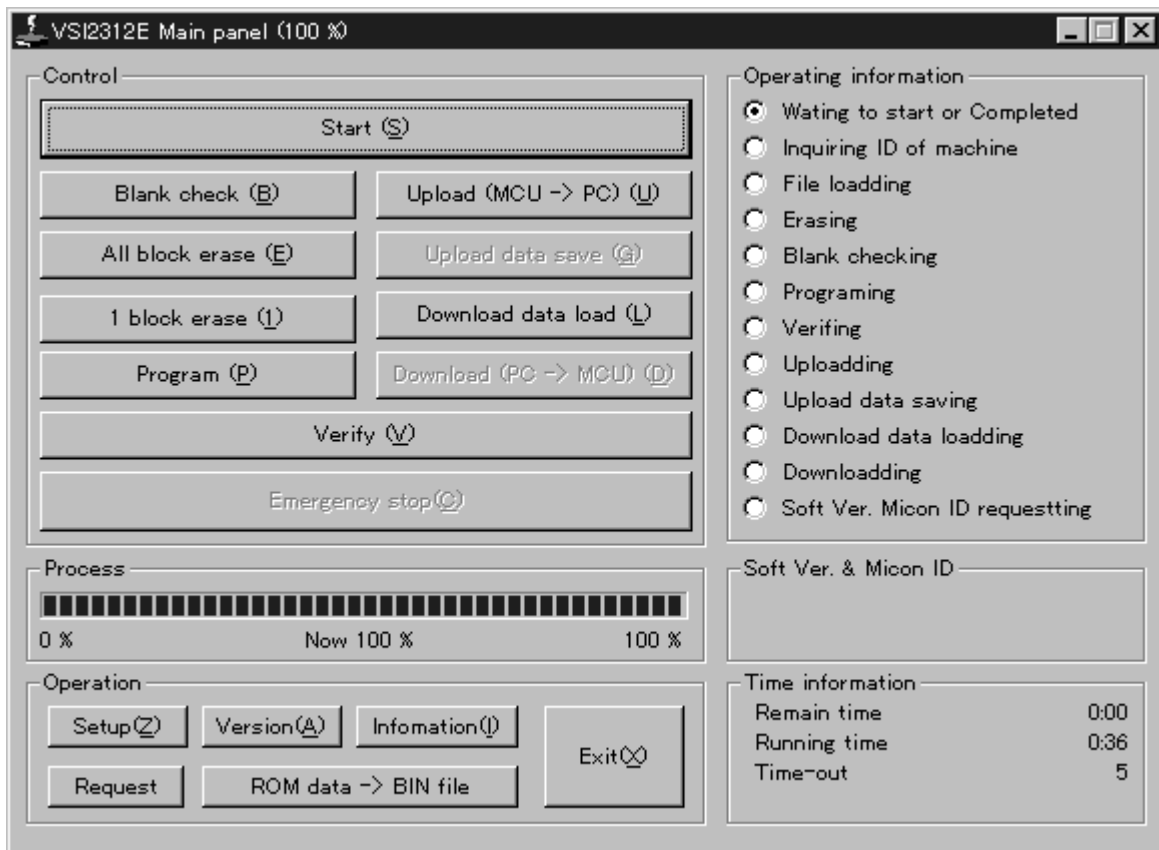 VSI2312E Main panel (100 %)
Control
Start (S)
Blank check (B)
Upload (MCU -> PC) (U)
All block erase (E)
Upload data save (G)
1 block erase (1)
Download data load (L)
Program (P)
Download (PC -> MCU) (D)
Verify (V)
Emergency stop(C)
Operating information
Wating to start or Completed
Inquiring ID of machine
File loadding
Erasing
Blank checking
Programing
Verifing
Uploadding
Upload data saving
Download data loadding
Downloadding
Soft Ver. Micon ID requestting
Process
0 % Now 100 % 100 %
Soft Ver. & Micon ID
Operation
Setup(Z) Version(A) Infomation(I)
Exit(X)
Request ROM data -> BIN file
Time information
Remain time 0:00
Running time 0:36
Time-out 5